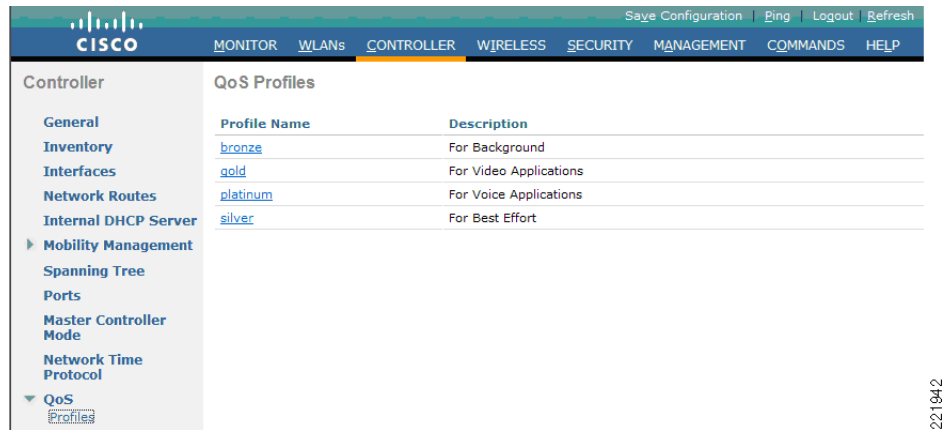 Save Configuration | Ping | Logout | Refresh
CISCO
MONITOR WLANs CONTROLLER WIRELESS SECURITY MANAGEMENT COMMANDS HELP
Controller
General
Inventory
Interfaces
Network Routes
Internal DHCP Server
Mobility Management
Spanning Tree
Ports
Master Controller
Mode
Network Time
Protocol
QoS
Profiles
QoS Profiles
Profile Name Description
bronze For Background
gold For Video Applications
platinum For Voice Applications
silver For Best Effort
221942